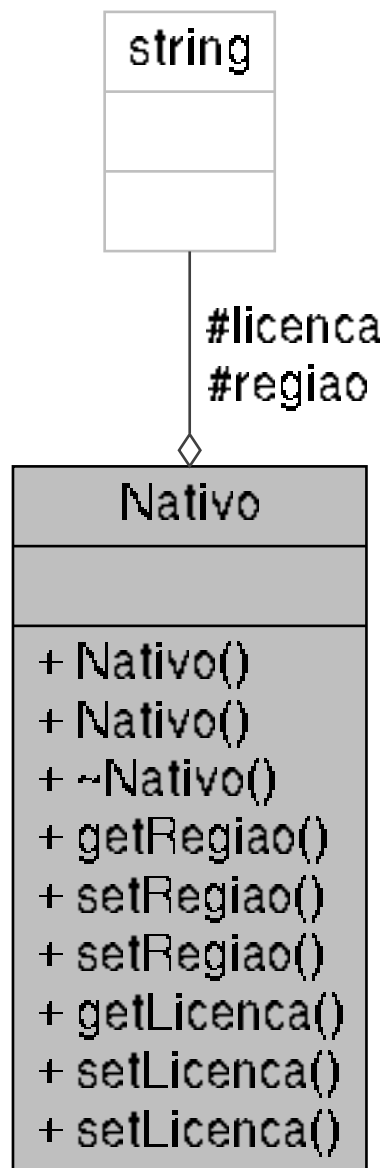 string
#licenca
#regiao
Nativo
+ Nativo()
+ Nativo()
+ ~Nativo()
+ getRegiao()
+ setRegiao()
+ setRegiao()
+ getLicenca()
+ setLicenca()
+ setLicenca()